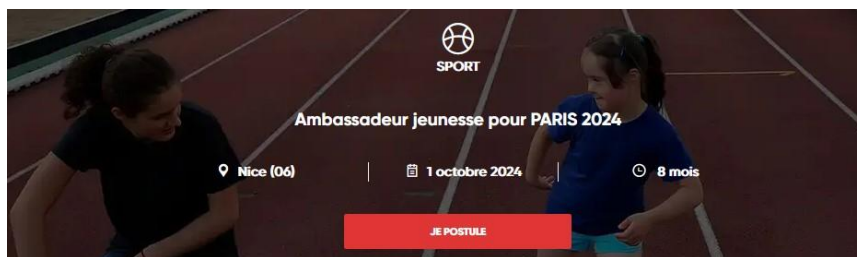 SPORT
Ambassadeur jeunesse pour PARIS 2024
Nice (06)
1 octobre 2024
8 mois
JE POSTULE